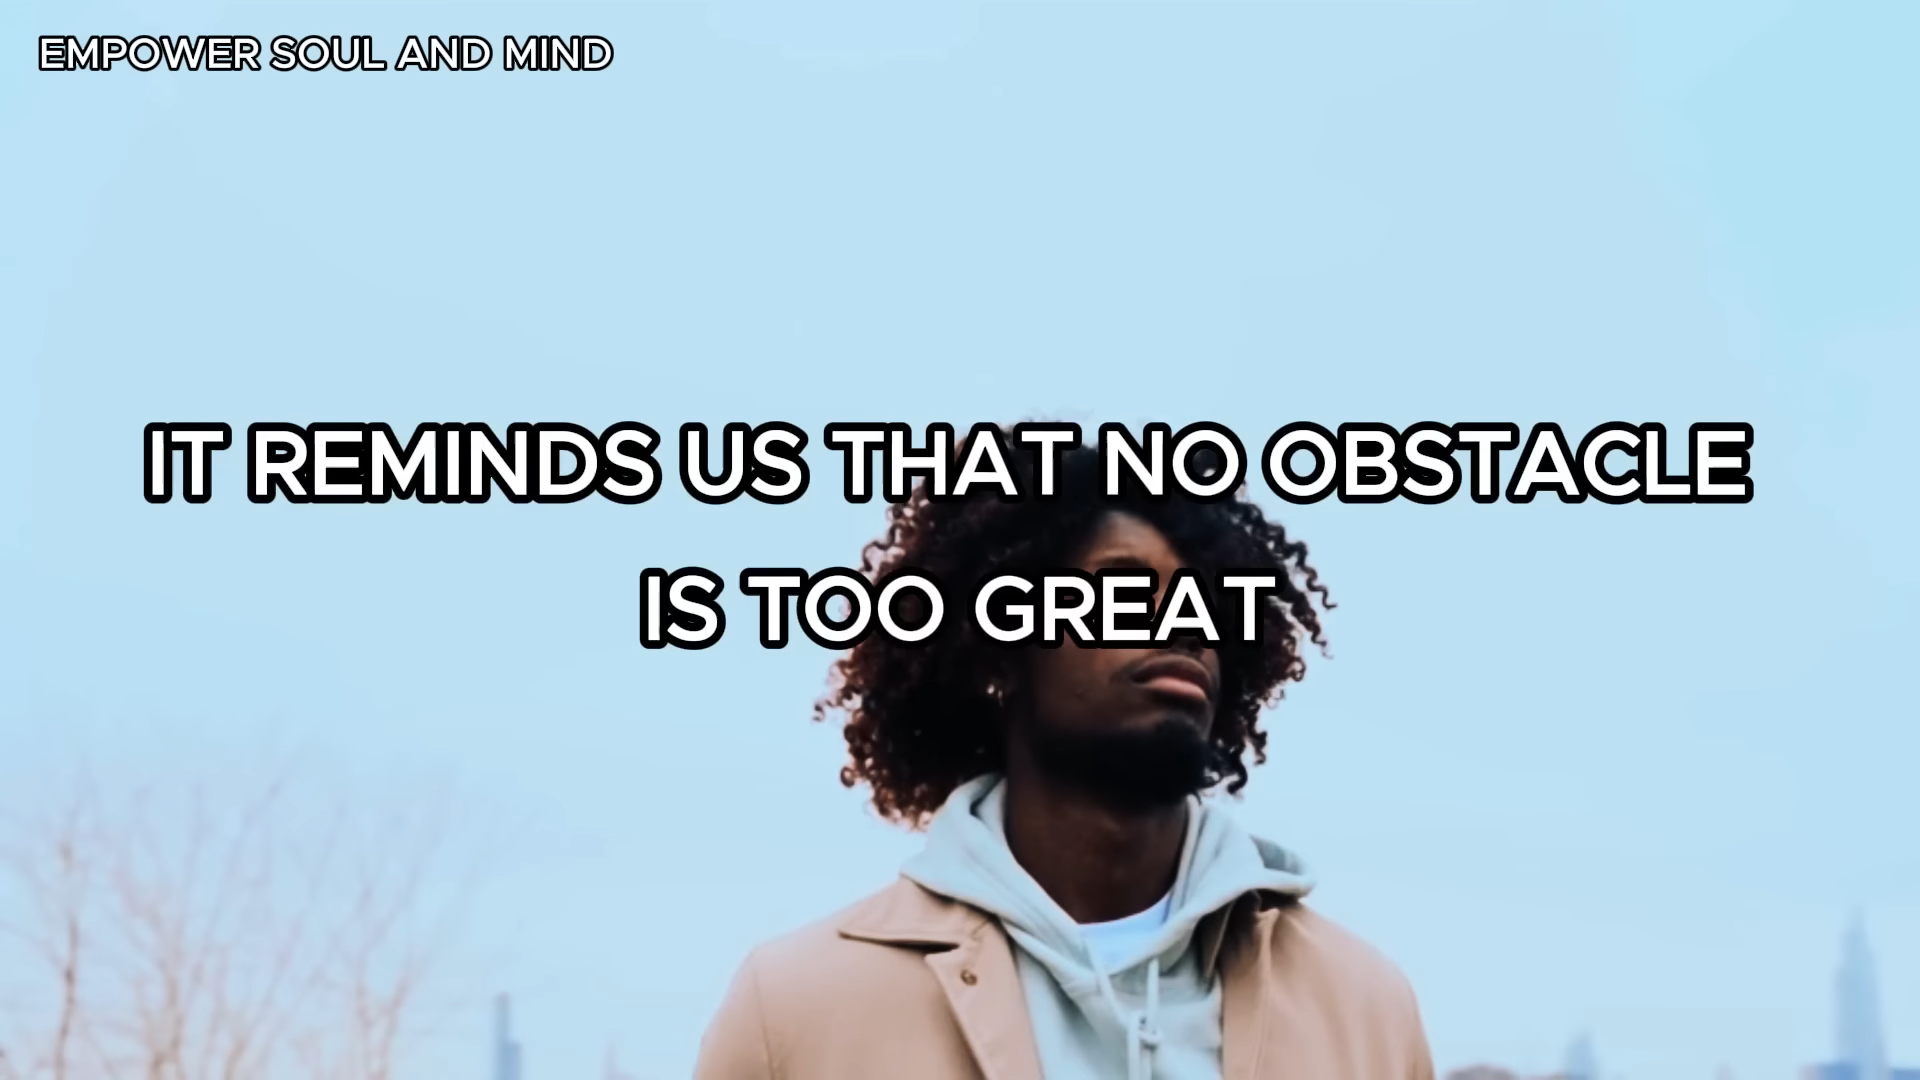 EMPOWER SOUL AND MIND
IT REMINDS US THAT NO OBSTACLE
IS TOO GREAT